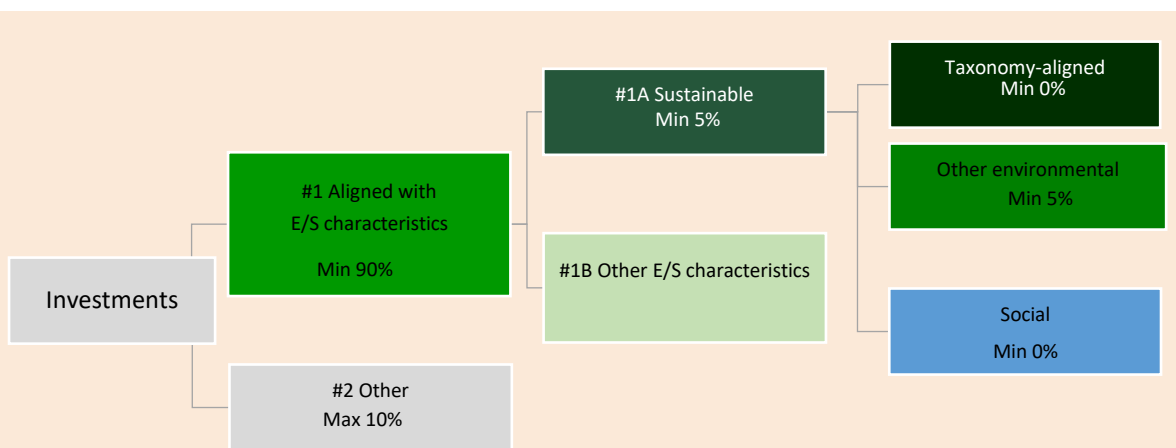 Investments
#1 Aligned with
E/S characteristics
Min 90%
#2 Other
Max 10%
#1A Sustainable
Min 5%
#1B Other E/S characteristics
Taxonomy-aligned
Min 0%
Other environmental
Min 5%
Social
Min 0%